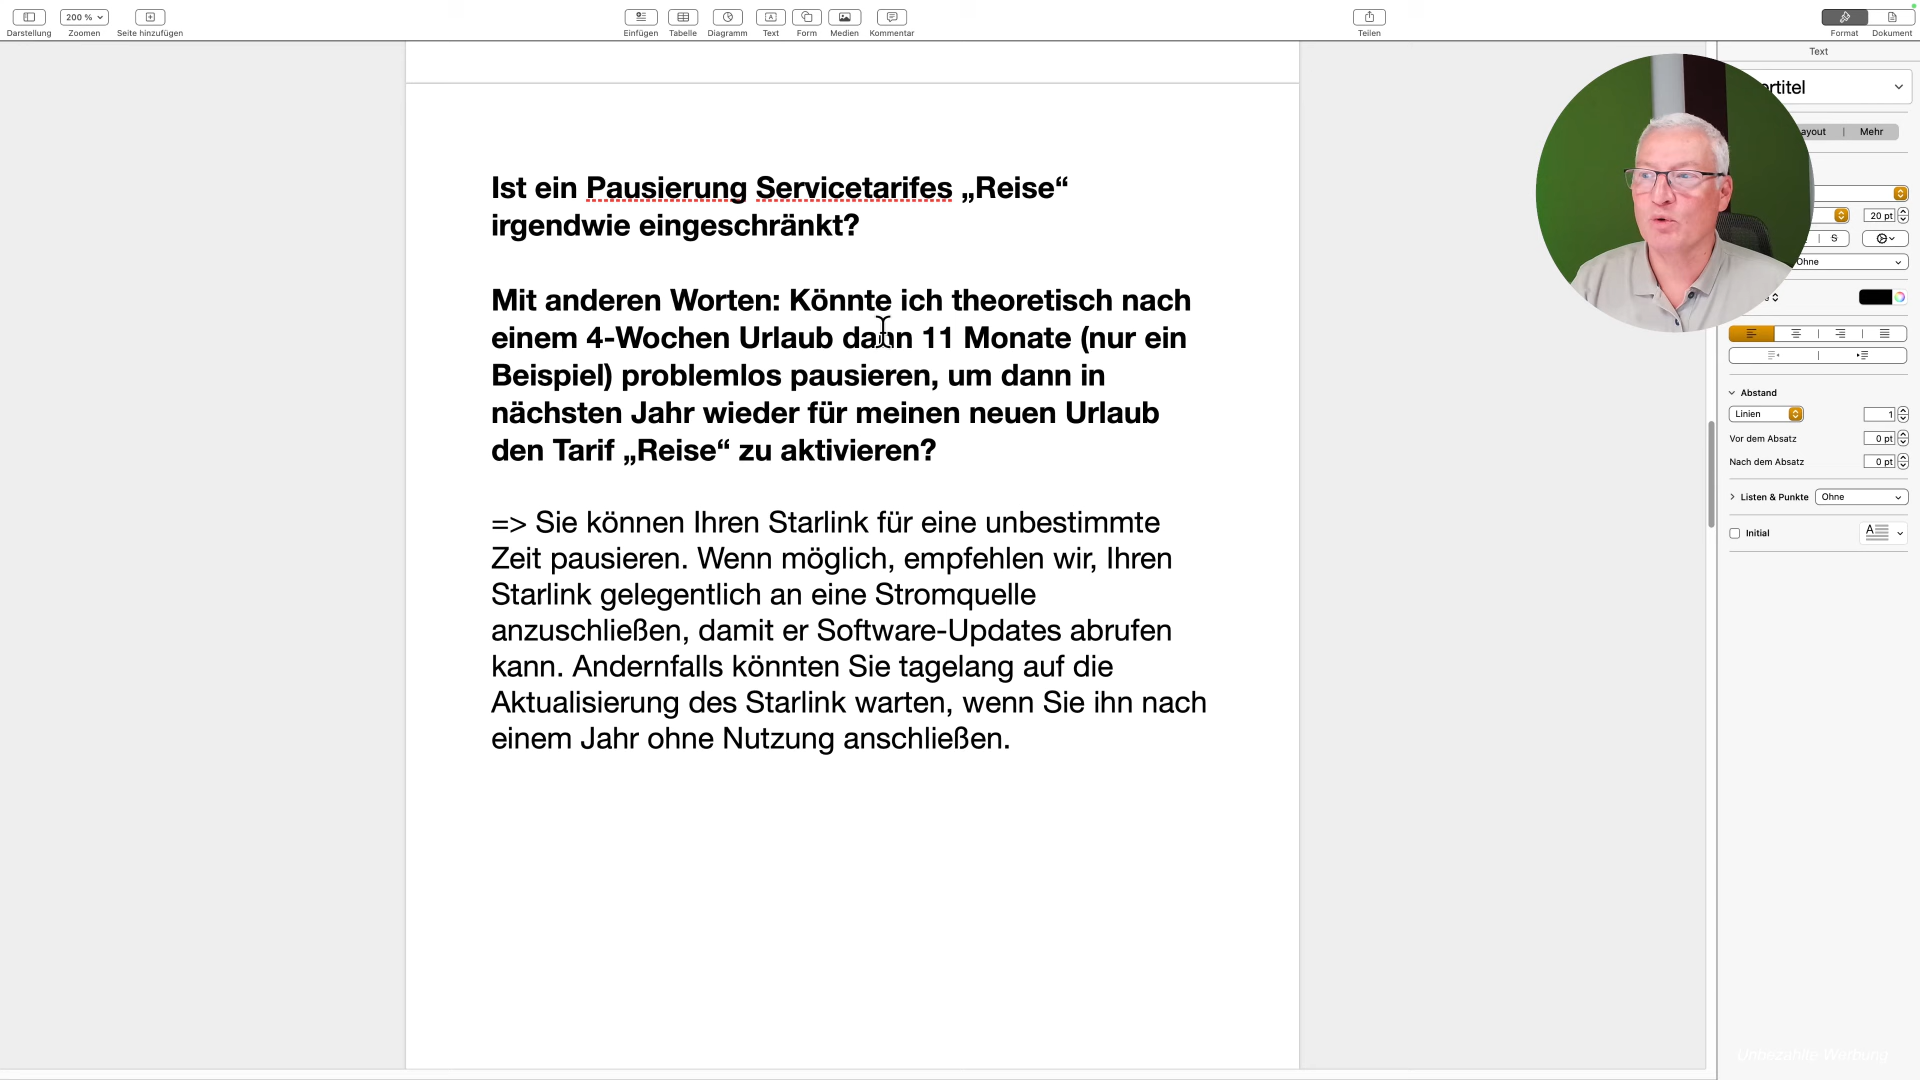 200 %
Darstellung
Zoomen
Seite hinzufügen
Einfügen
Tabelle
Diagramm
Text
Form
Medien
Kommentar
Teilen
Format
Dokument
Text
ertitel
ayout
Mehr
20 pt
S
Ohne
Abstand
Linien
1
Vor dem Absatz
0 pt
Nach dem Absatz
0 pt
Listen & Punkte
Ohne
Initial
A
Ist ein Pausierung Servicetarifes „Reise“
irgendwie eingeschränkt?
Mit anderen Worten: Könnte ich theoretisch nach
einem 4-Wochen Urlaub dann 11 Monate (nur ein
Beispiel) problemlos pausieren, um dann in
nächsten Jahr wieder für meinen neuen Urlaub
den Tarif „Reise“ zu aktivieren?
=> Sie können Ihren Starlink für eine unbestimmte
Zeit pausieren. Wenn möglich, empfehlen wir, Ihren
Starlink gelegentlich an eine Stromquelle
anzuschließen, damit er Software-Updates abrufen
kann. Andernfalls könnten Sie tagelang auf die
Aktualisierung des Starlink warten, wenn Sie ihn nach
einem Jahr ohne Nutzung anschließen.
Unbezahlte Werbung